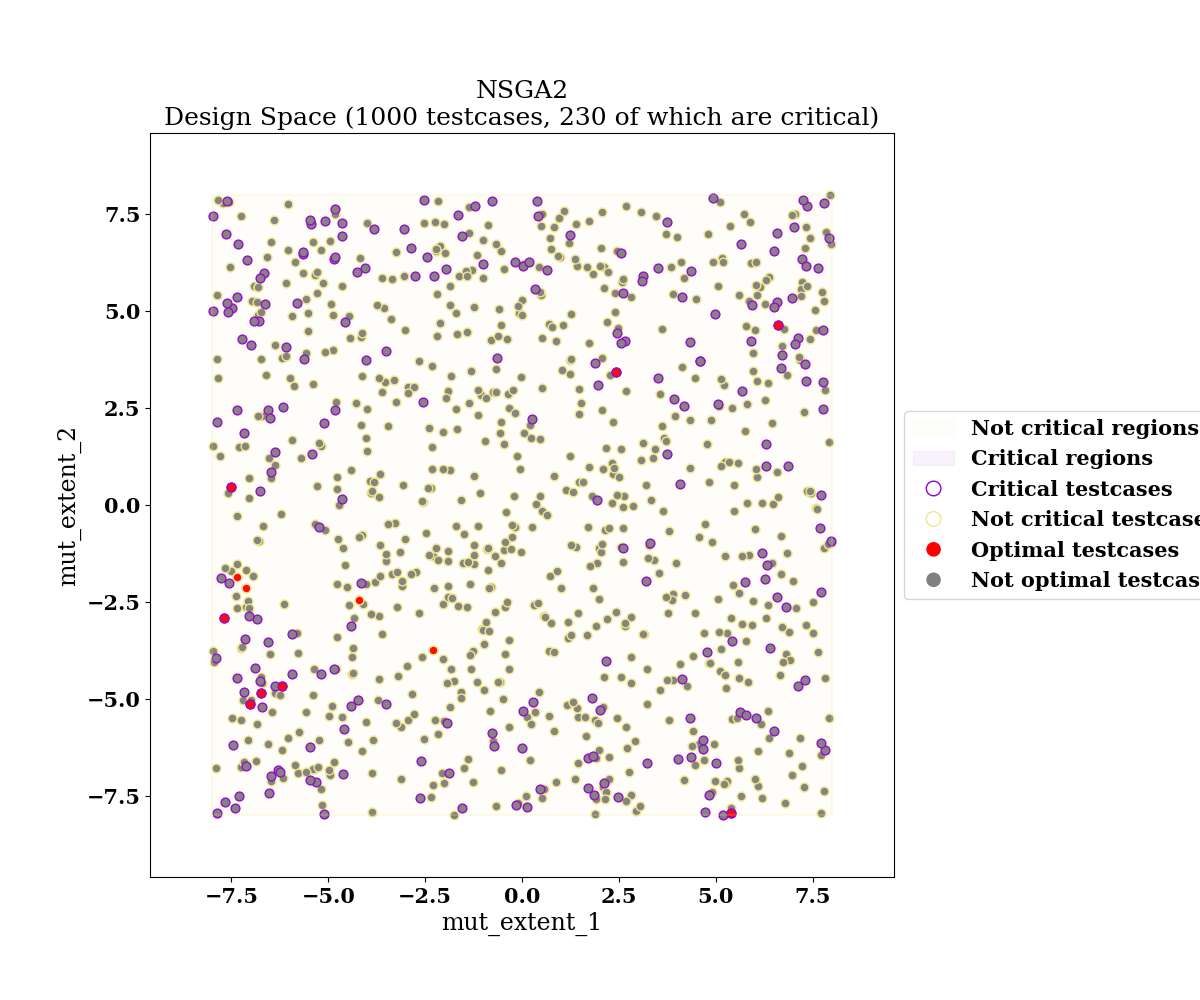 NSGA2
Design Space (1000 testcases, 230 of which are critical)
7.5
5.0
2.5
0.0
−2.5
−5.0
−7.5
mut_extent_2
−7.5 −5.0 −2.5 0.0 2.5 5.0 7.5
mut_extent_1
Not critical regions
Critical regions
Critical testcases
Not critical testcase
Optimal testcases
Not optimal testcas